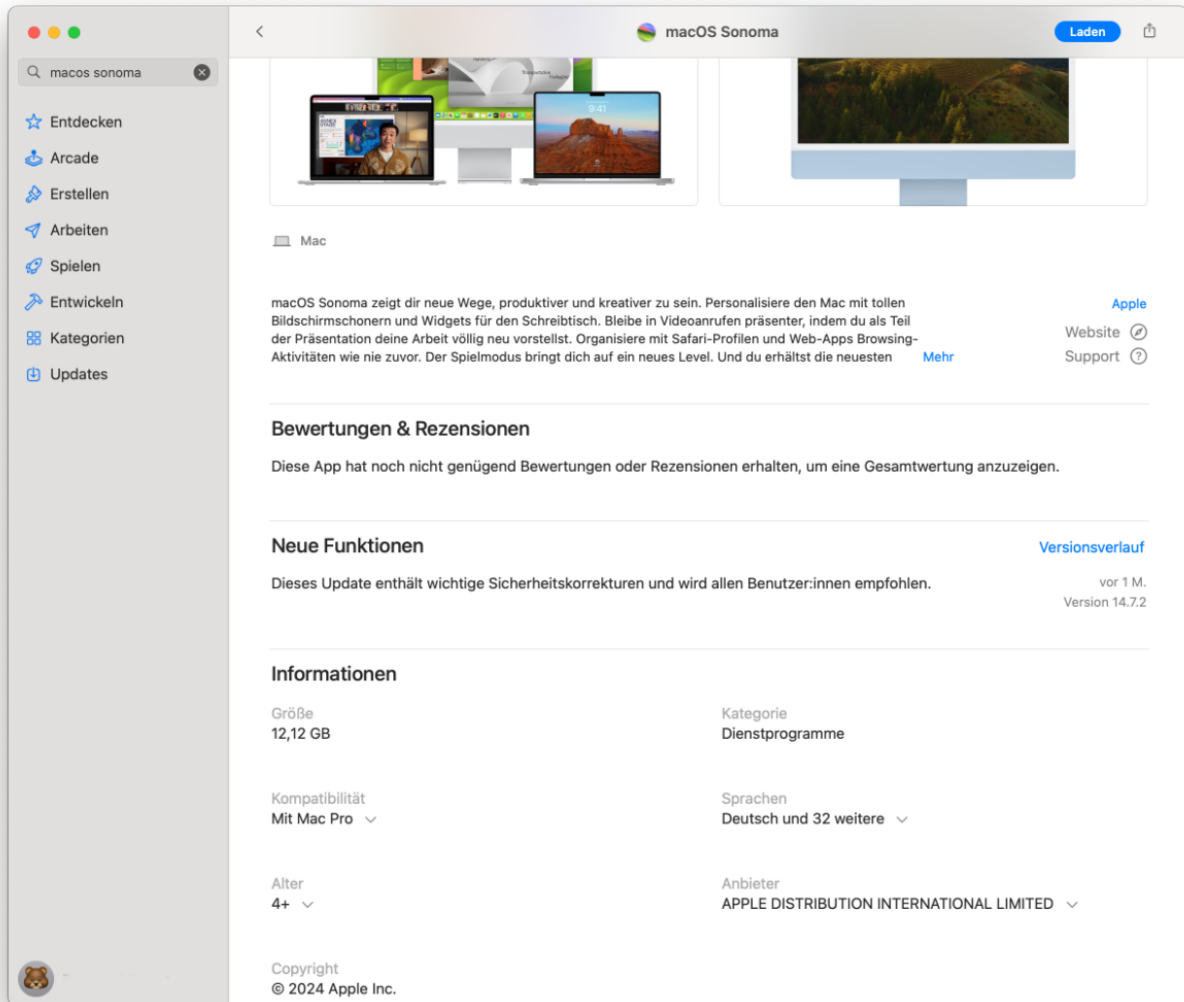 macOS Sonoma
Laden
macos sonoma
Entdecken
Arcade
Erstellen
Arbeiten
Spielen
Entwickeln
Kategorien
Updates
9:41
Mac
macOS Sonoma zeigt dir neue Wege, produktiver und kreativer zu sein. Personalisiere den Mac mit tollen
Bildschirmschonern und Widgets für den Schreibtisch. Bleibe in Videoanrufen präsenter, indem du als Teil
der Präsentation deine Arbeit völlig neu vorstellst. Organisiere mit Safari-Profilen und Web-Apps Browsing-
Aktivitäten wie nie zuvor. Der Spielmodus bringt dich auf ein neues Level. Und du erhältst die neuesten Mehr
Apple
Website
Support
Bewertungen & Rezensionen
Diese App hat noch nicht genügend Bewertungen oder Rezensionen erhalten, um eine Gesamtwertung anzuzeigen.
Neue Funktionen
Versionsverlauf
Dieses Update enthält wichtige Sicherheitskorrekturen und wird allen Benutzer:innen empfohlen.
vor 1 M.
Version 14.7.2
Informationen
Größe
12,12 GB
Kategorie
Dienstprogramme
Kompatibilität
Mit Mac Pro
Sprachen
Deutsch und 32 weitere
Alter
4+
Anbieter
APPLE DISTRIBUTION INTERNATIONAL LIMITED
Copyright
© 2024 Apple Inc.